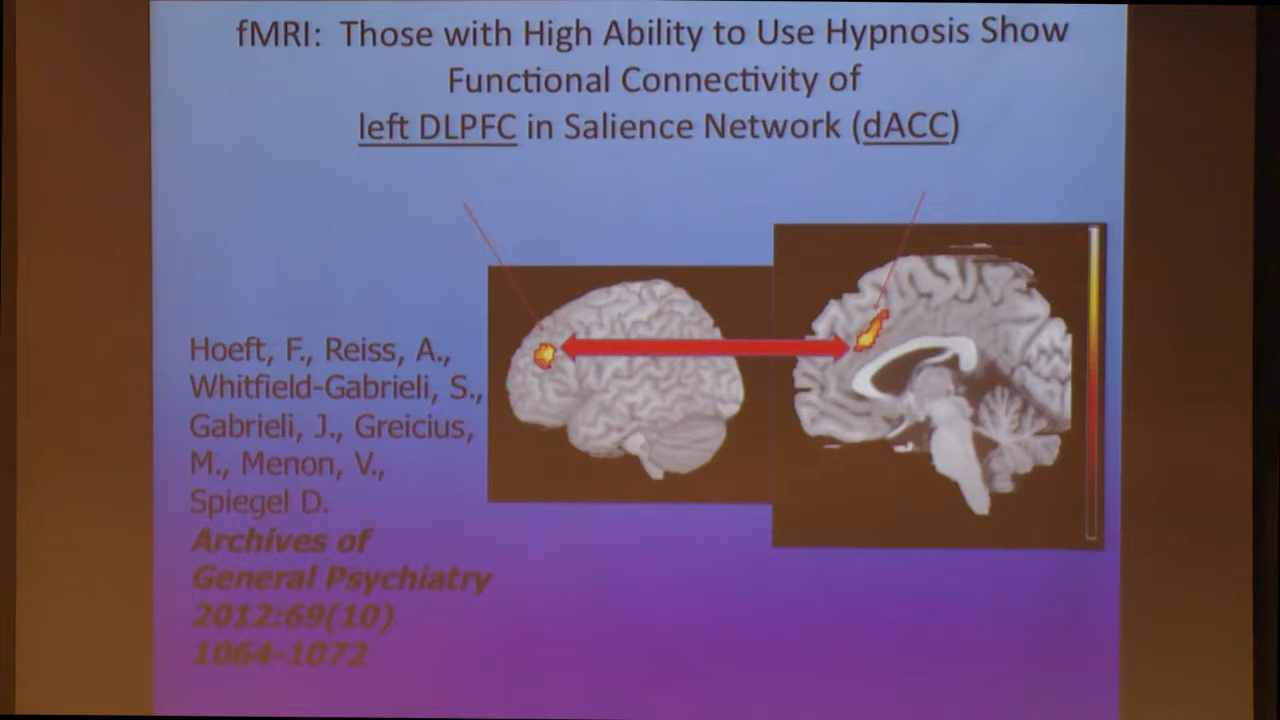 fMRI: Those with High Ability to Use Hypnosis Show
Functional Connectivity of
left DLPFC in Salience Network (dACC)
Hoeft, F., Reiss, A.,
Whitfield-Gabrieli, S.,
Gabrieli, J., Greicius,
M., Menon, V.,
Spiegel D.
Archives of
General Psychiatry
2012:69(10)
1064-1072